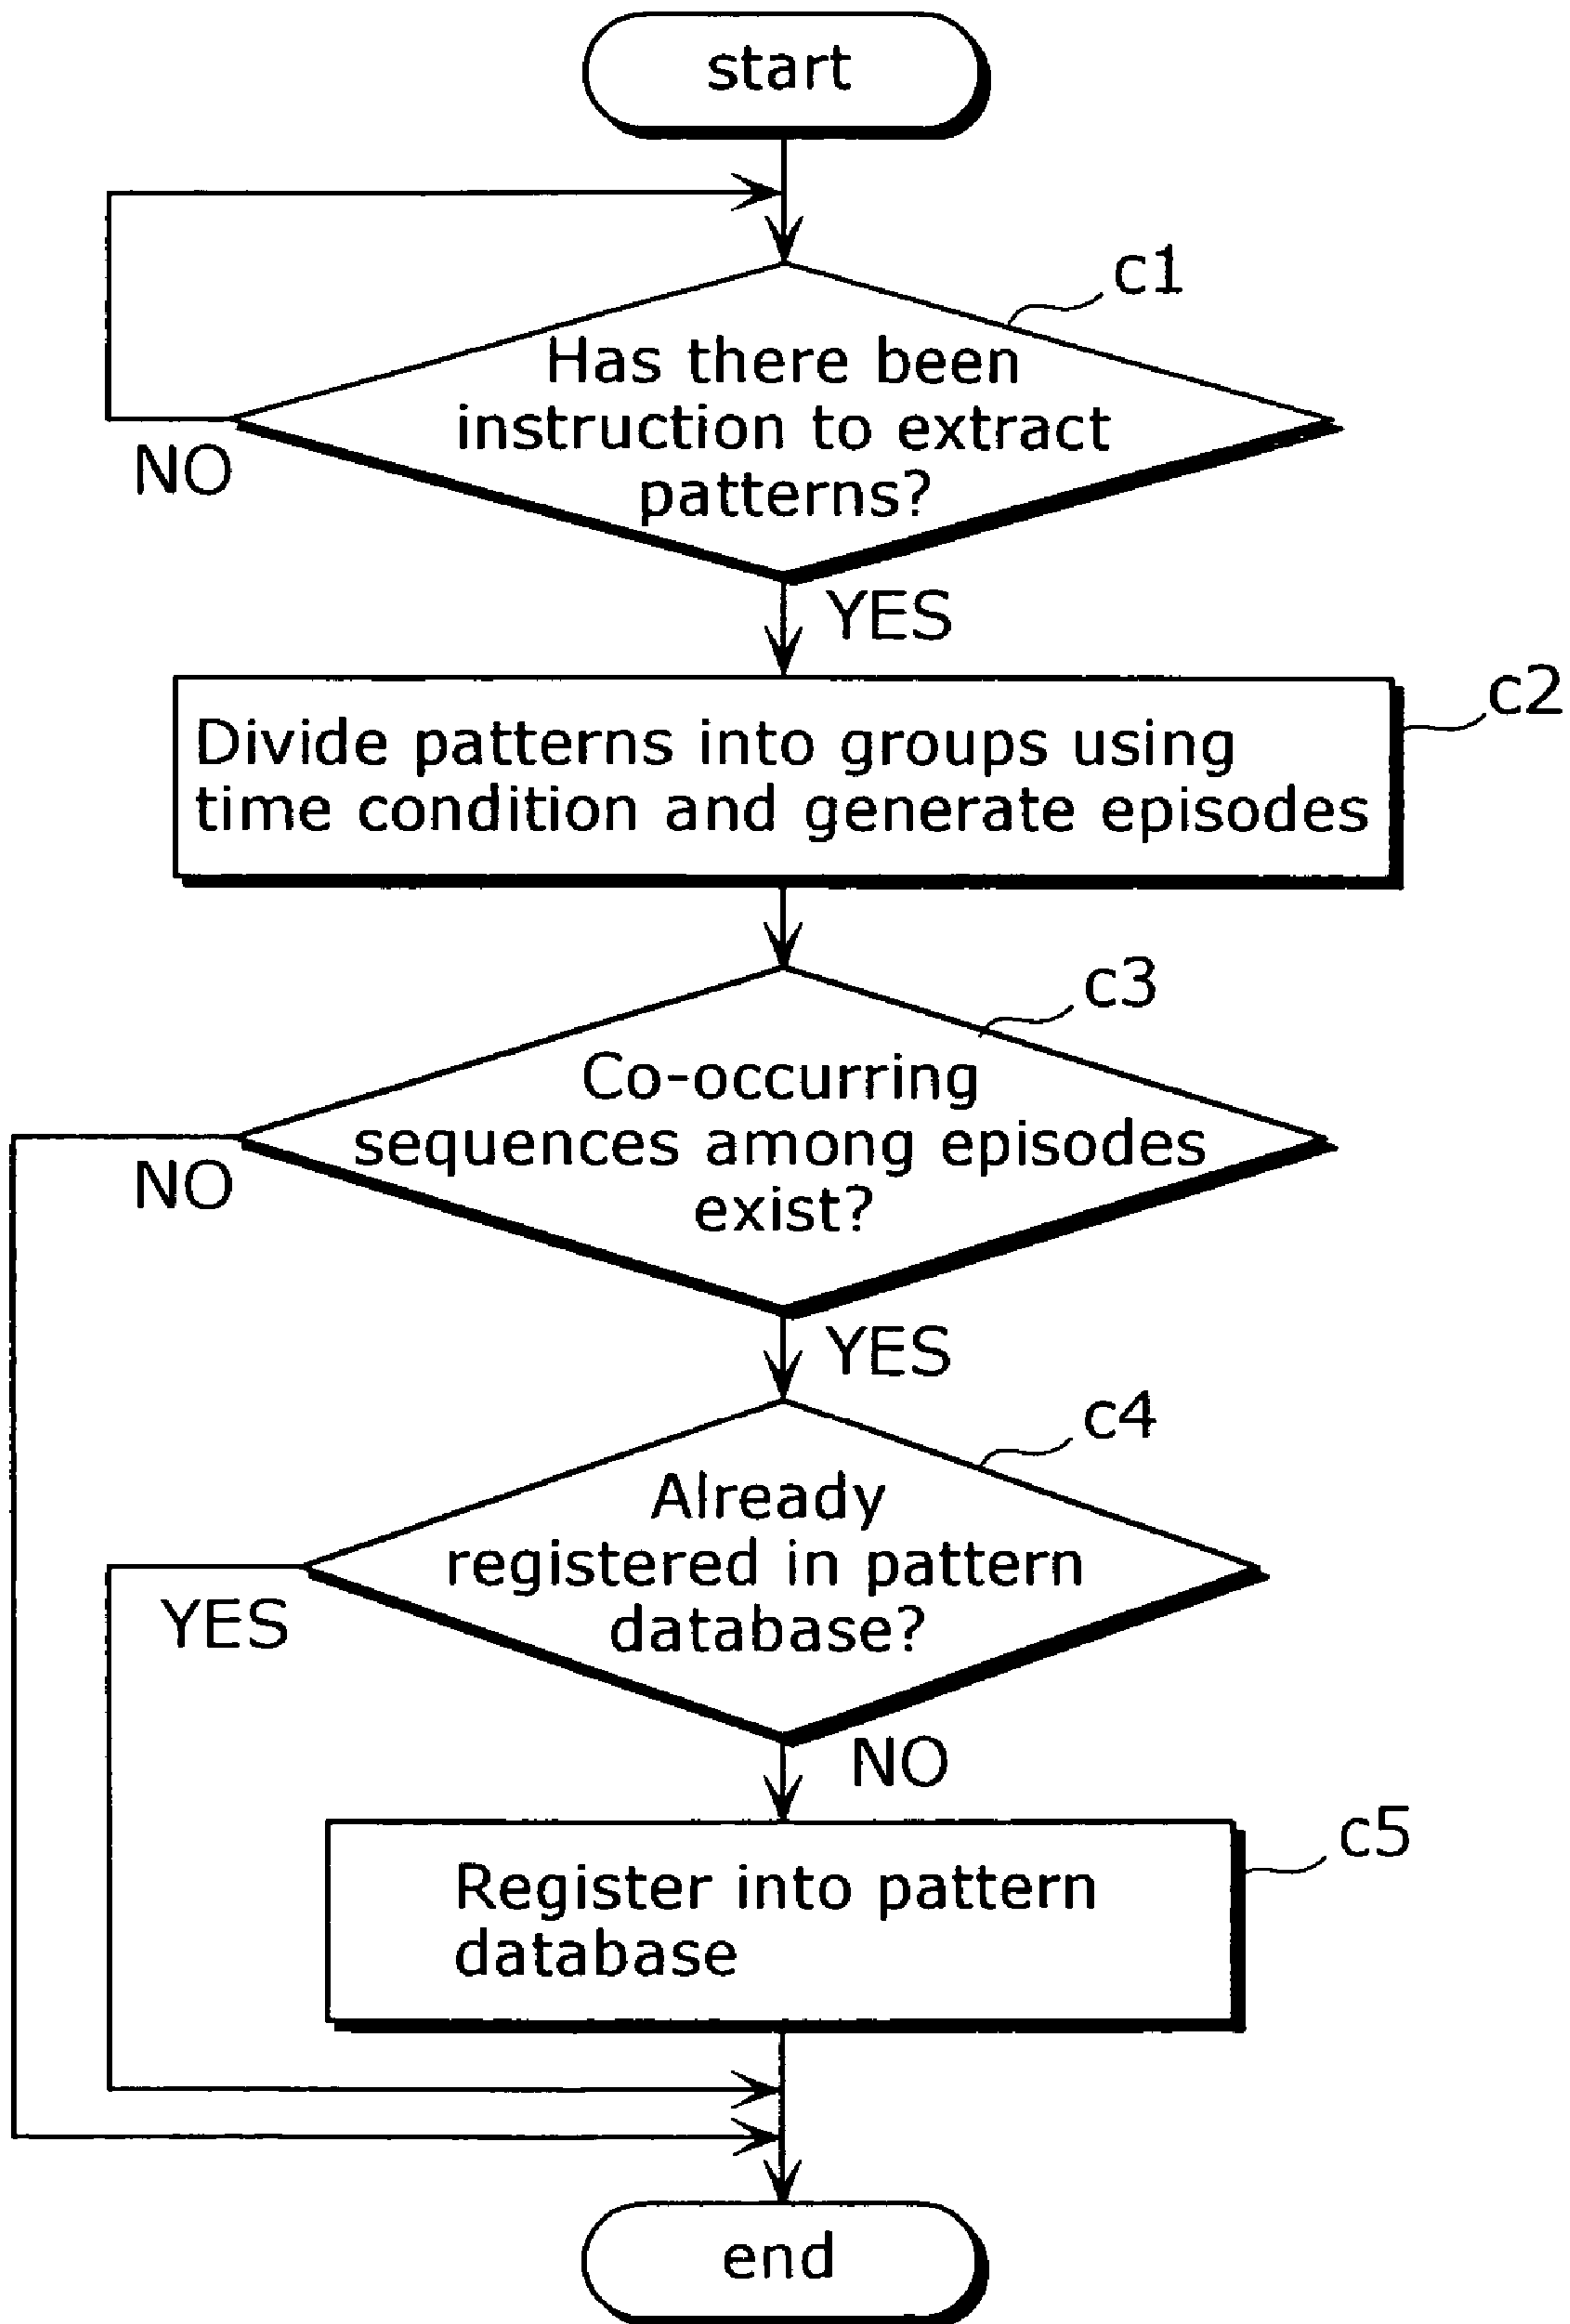 start
c1
Has there been
instruction to extract
patterns?
NO
YES
c2
Divide patterns into groups using
time condition and generate episodes
c3
Co-occurring
sequences among episodes
exist?
NO
YES
c4
Already
registered in pattern
database?
YES
NO
c5
Register into pattern
database
end